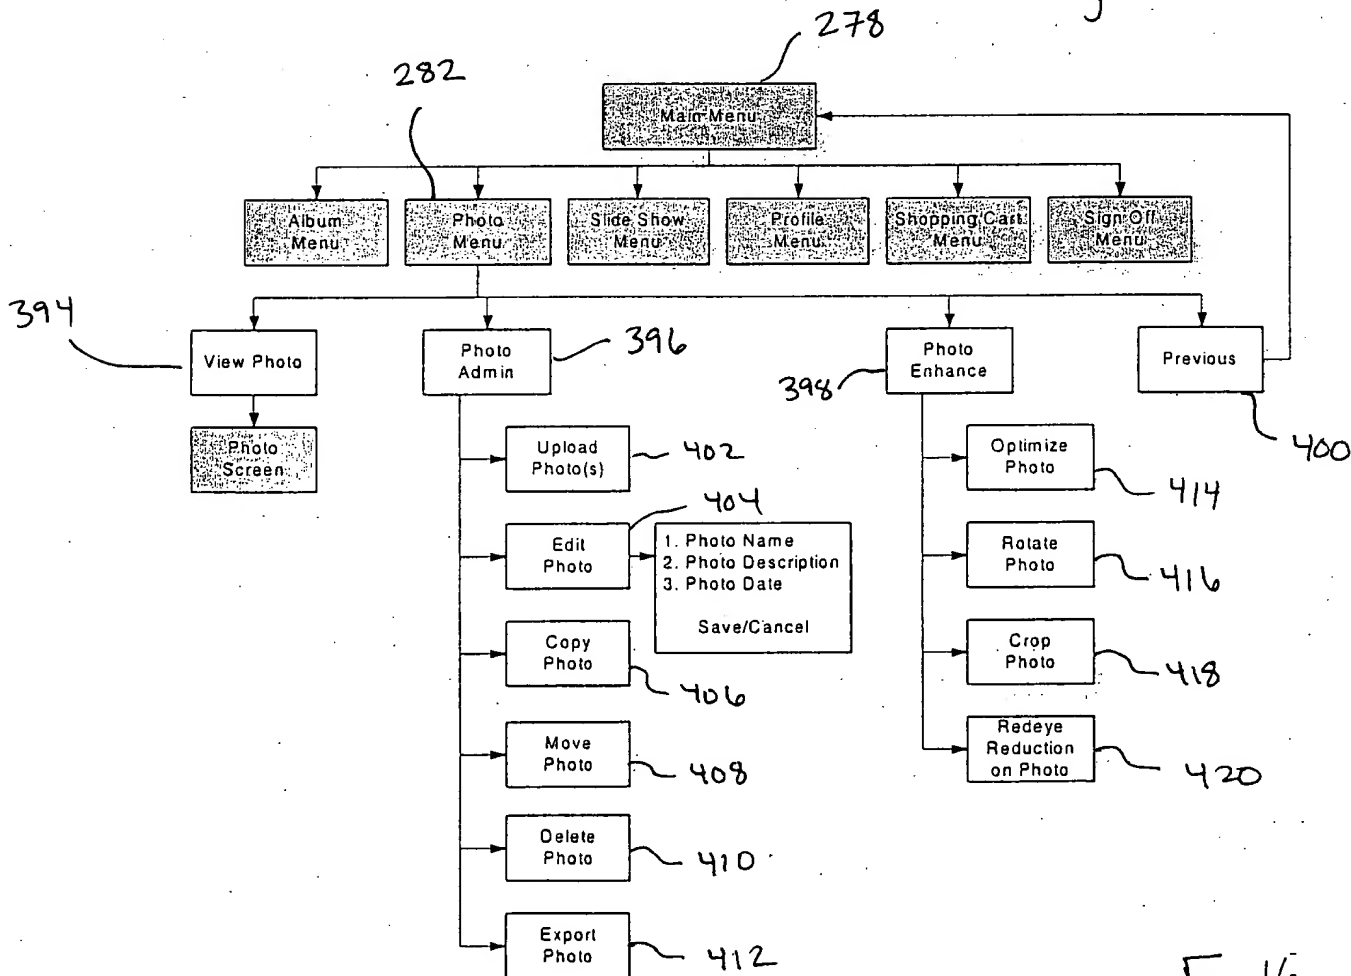 278
282
Main Menu
Album
Menu
Photo
Menu
Slide Show
Menu
Profile
Menu
Shopping Cart
Menu
Sign Off
Menu
394
View Photo
Photo
Admin
396
398
Photo
Enhance
Previous
400
Photo
Screen
Upload
Photo(s)
402
Edit
Photo
404
1. Photo Name
2. Photo Description
3. Photo Date
Save/Cancel
Copy
Photo
406
Move
Photo
408
Delete
Photo
410
Export
Photo
412
Optimize
Photo
414
Rotate
Photo
416
Crop
Photo
418
Redeye
Reduction
on Photo
420